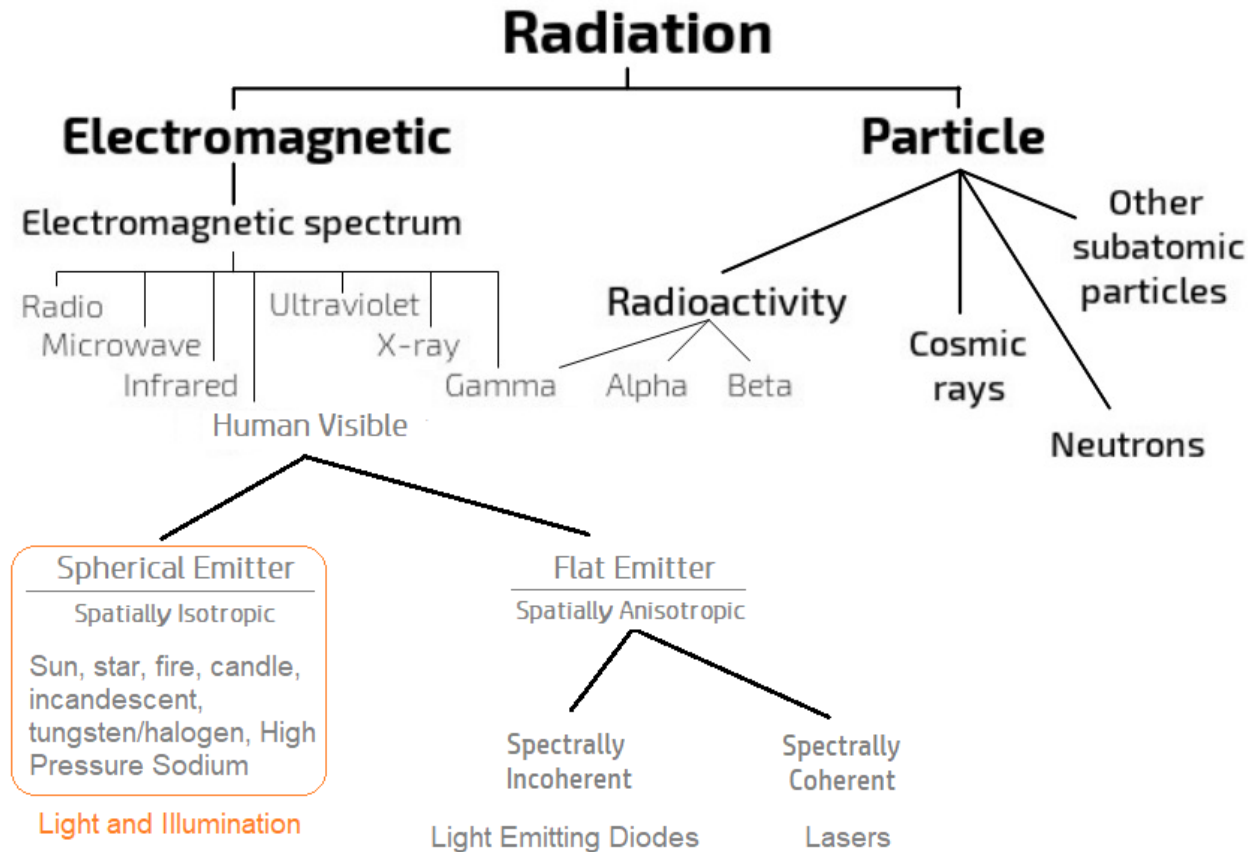 Radiation
Electromagnetic
Particle
Electromagnetic spectrum
Radio
Microwave
Infrared
Human Visible
Ultraviolet
X-ray
Gamma
Radioactivity
Alpha
Beta
Cosmic
rays
Neutrons
Other
subatomic
particles
Spherical Emitter
Spatially Isotropic
Sun, star, fire, candle,
incandescent,
tungsten/halogen, High
Pressure Sodium
Light and Illumination
Flat Emitter
Spatially Anisotropic
Spectrally
Incoherent
Light Emitting Diodes
Spectrally
Coherent
Lasers